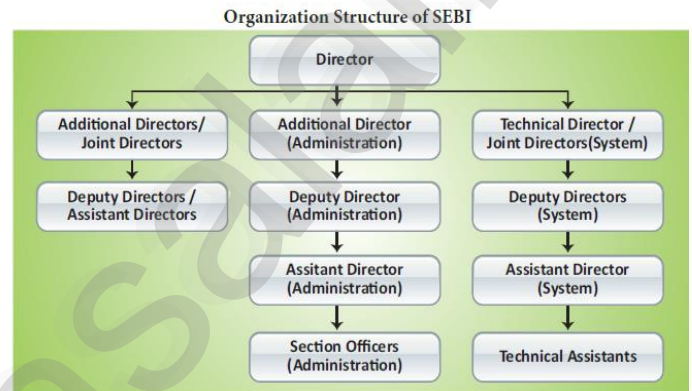 Organization Structure of SEBI
Director
Additional Directors/
Joint Directors
Additional Director
(Administration)
Technical Director /
Joint Directors(System)
Deputy Directors /
Assistant Directors
Deputy Director
(Administration)
Deputy Directors
(System)
Assitant Director
(Administration)
Assistant Director
(System)
Section Officers
(Administration)
Technical Assistants